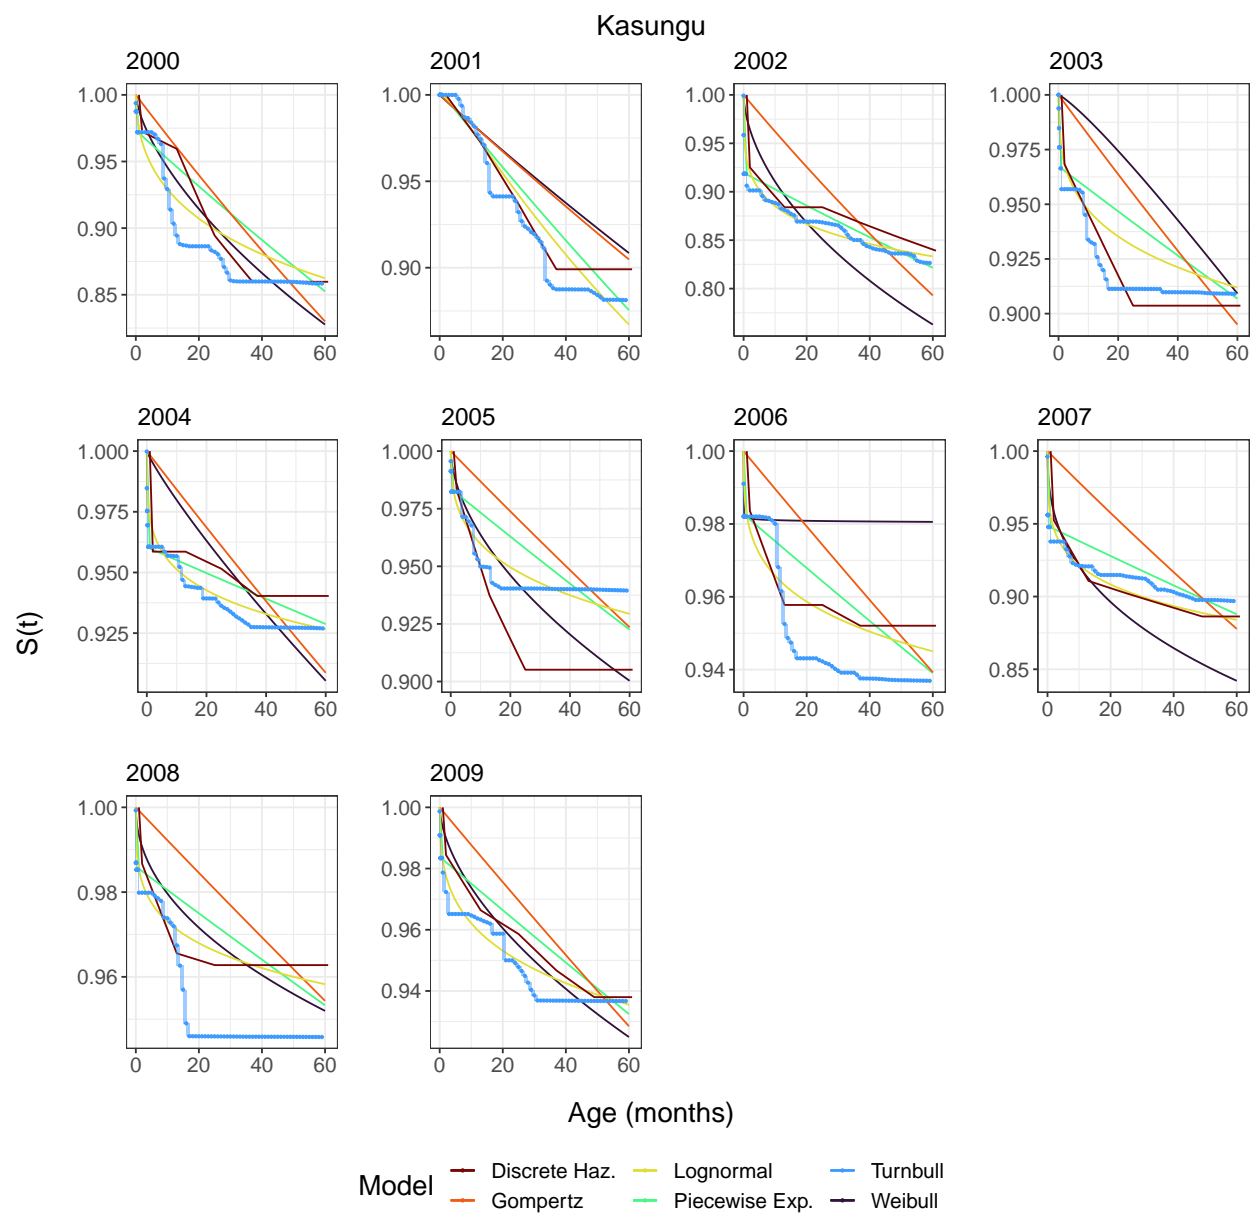 Kasungu
2000 2001 2002 2003
1.00 1.00 1.00 1.000
0.95 0.95 0.95 0.975
0.90 0.90 0.90 0.950
0.85 0.85 0.925
0.80 0.900
0 20 40 60 0 20 40 60 0 20 40 60 0 20 40 60
2004 2005 2006 2007
1.000 1.000 1.00 1.00
0.975 0.975 0.98 0.95
0.950 0.950 0.96 0.90
0.925 0.925 0.94 0.85
0.900
0 20 40 60 0 20 40 60 0 20 40 60 0 20 40 60
S(t)
2008 2009
1.00 1.00
0.98 0.98
0.96 0.96
0.94
0 20 40 60 0 20 40 60
Age (months)
Model
Discrete Haz. Lognormal Turnbull
Gompertz Piecewise Exp. Weibull